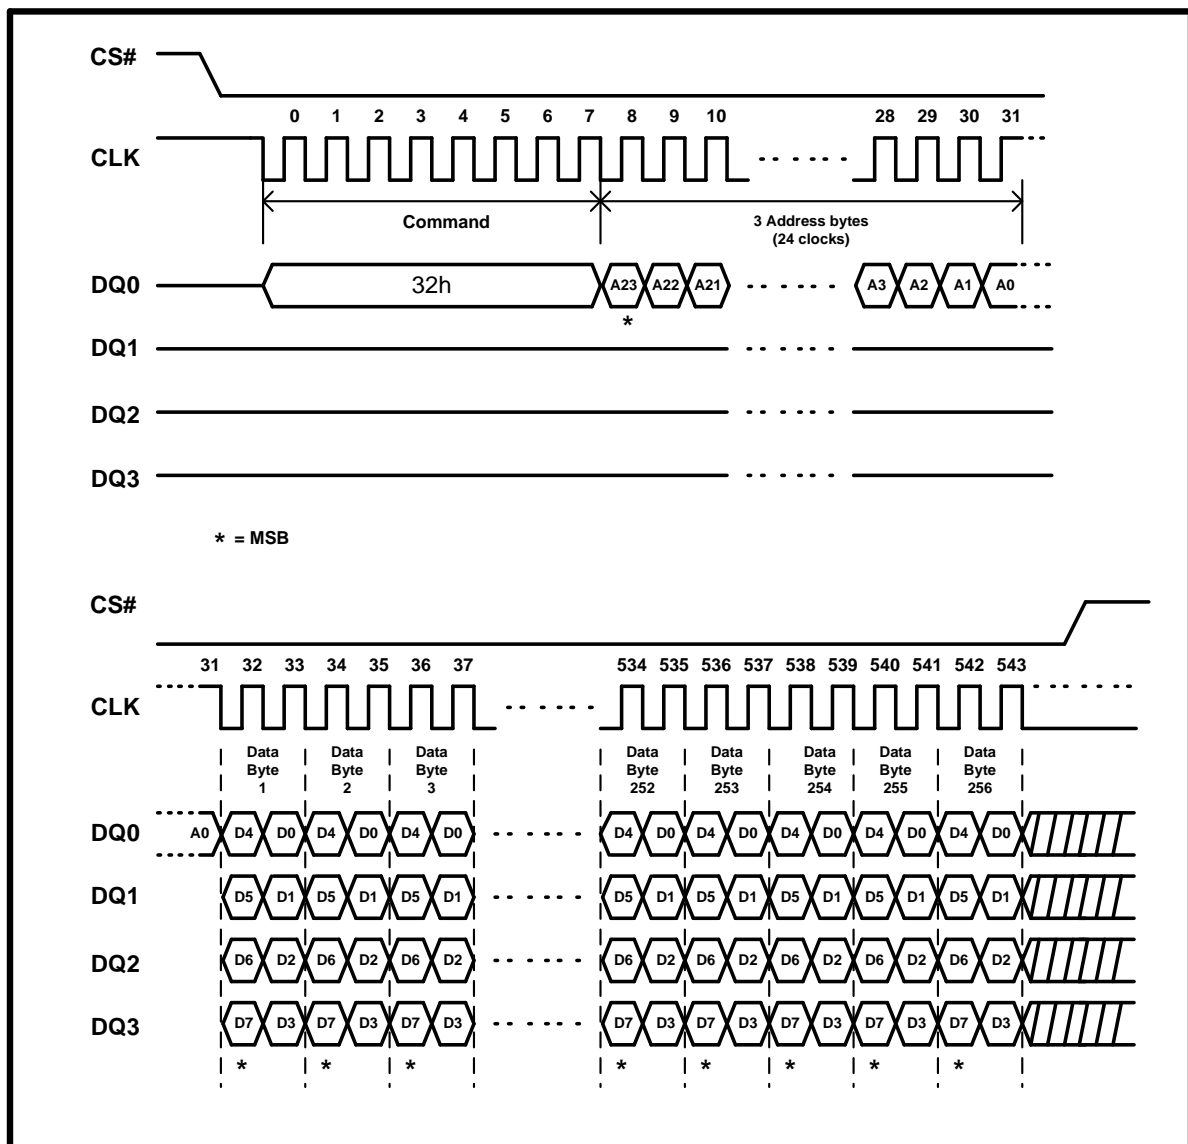 CS#
0 1 2 3 4 5 6 7 8 9 10 28 29 30 31
CLK
Command
3 Address bytes
(24 clocks)
DQ0 32h A23 A22 A21 A3 A2 A1 A0
*
DQ1
DQ2
DQ3
* = MSB
CS#
31 32 33 34 35 36 37 534 535 536 537 538 539 540 541 542 543
CLK
Data Data Data Data Data Data Data Data
Byte Byte Byte Byte Byte Byte Byte Byte
1 2 3 252 253 254 255 256
DQ0 A0 D4 D0 D4 D0 D4 D0 D4 D0 D4 D0 D4 D0 D4 D0 D4 D0
DQ1 D5 D1 D5 D1 D5 D1 D5 D1 D5 D1 D5 D1 D5 D1 D5 D1
DQ2 D6 D2 D6 D2 D6 D2 D6 D2 D6 D2 D6 D2 D6 D2 D6 D2
DQ3 D7 D3 D7 D3 D7 D3 D7 D3 D7 D3 D7 D3 D7 D3 D7 D3
* * * * * * * *